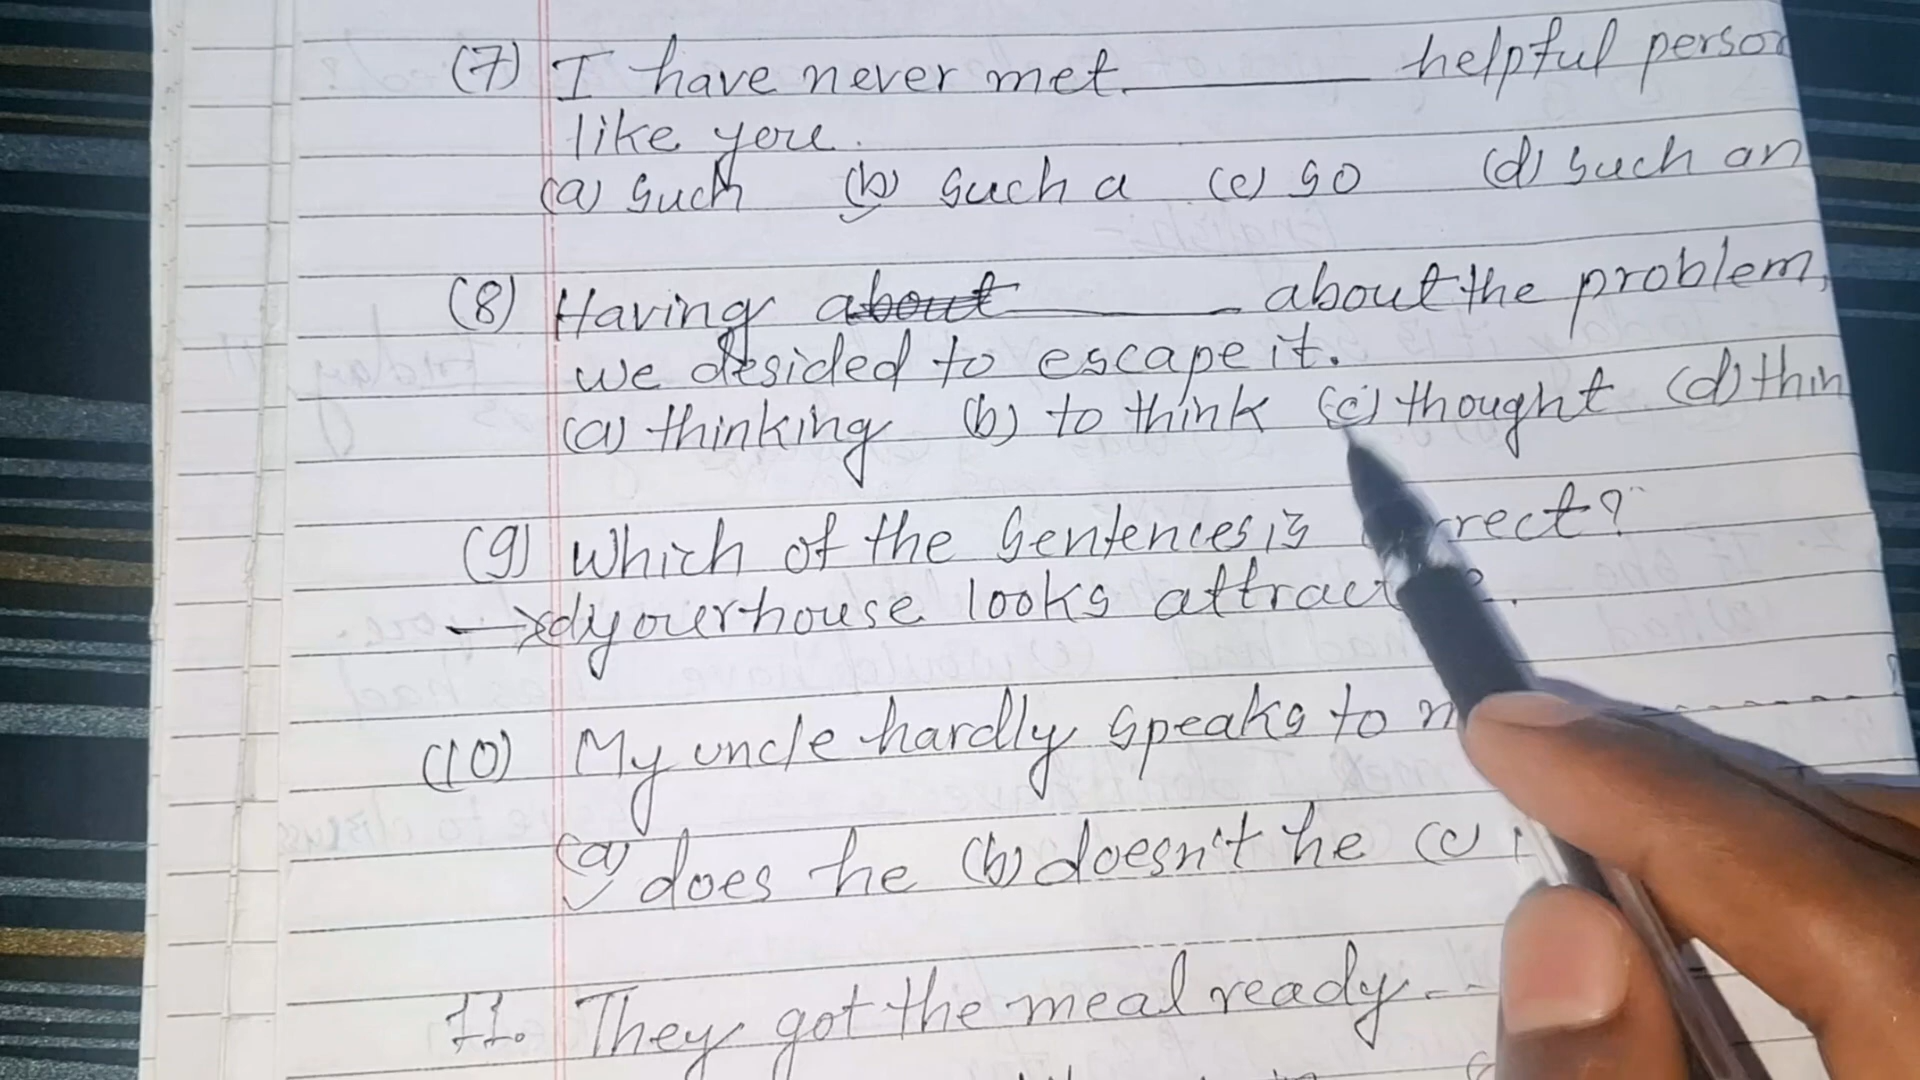 (7) I have never met. ______ helpful person
like you.
(a) such (b) such a (c) so (d) such an
(8) Having about ______ about the problem,
we desided to escape it.
(a) thinking (b) to think (c) thought (d) thin
(9) Which of the Sentences is rrect?
→ d) your house looks attract
(10) My uncle hardly speaks to m
(a) does he (b) doesn't he (c)
11. They got the meal ready